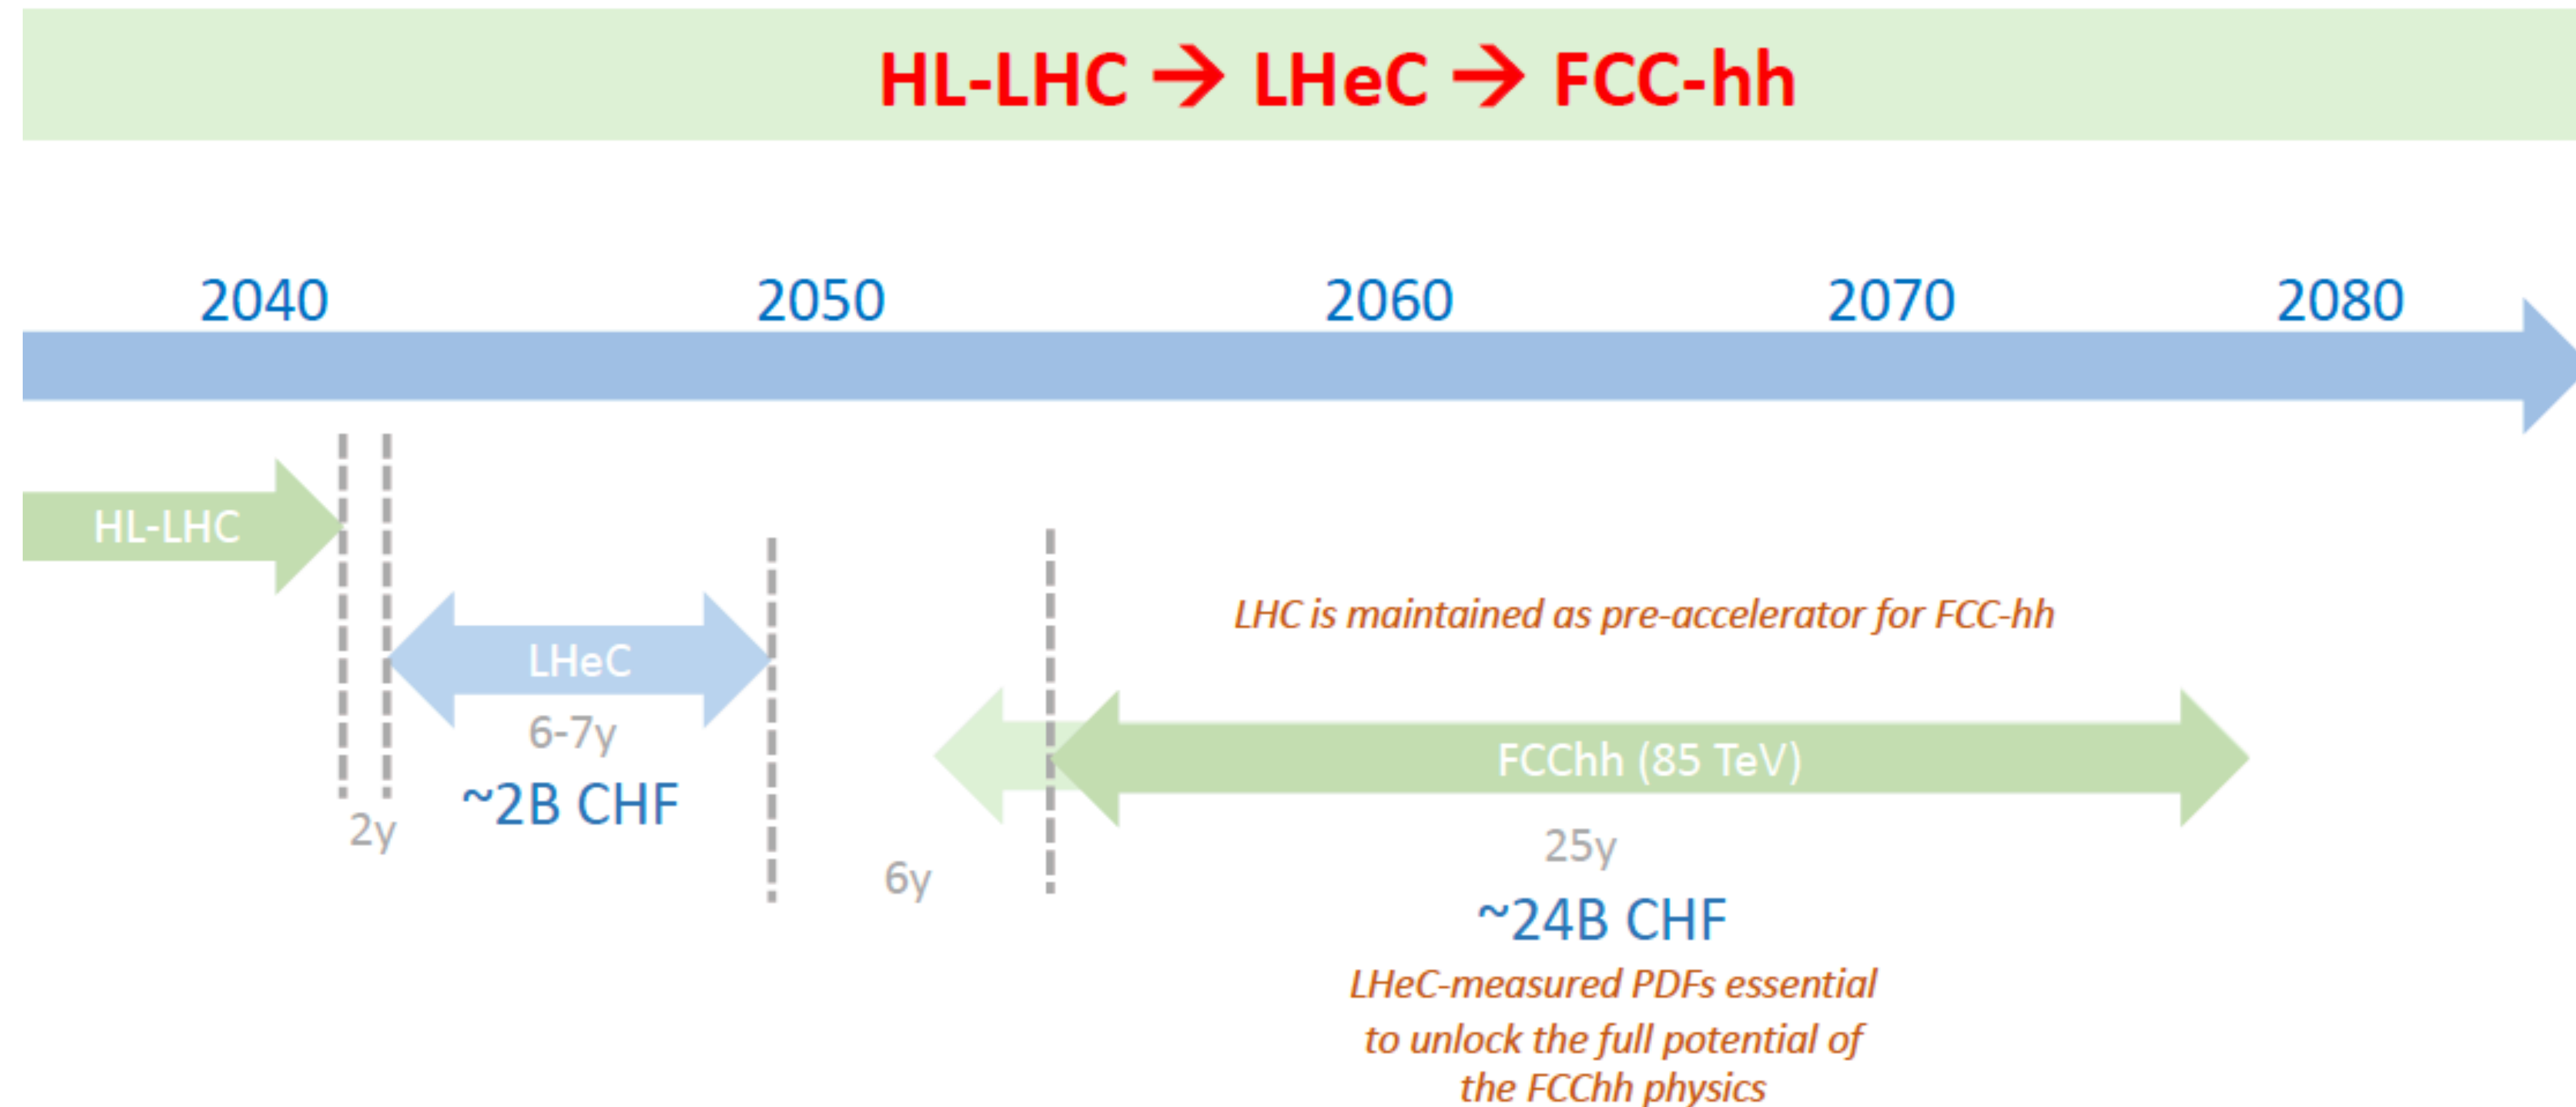 HL-LHC → LHeC → FCC-hh
2040 2050 2060 2070 2080
HL-LHC
LHC is maintained as pre-accelerator for FCC-hh
LHeC
6-7y
~2B CHF
2y
FCChh (85 TeV)
25y
6y
~24B CHF
LHeC-measured PDFs essential
to unlock the full potential of
the FCChh physics